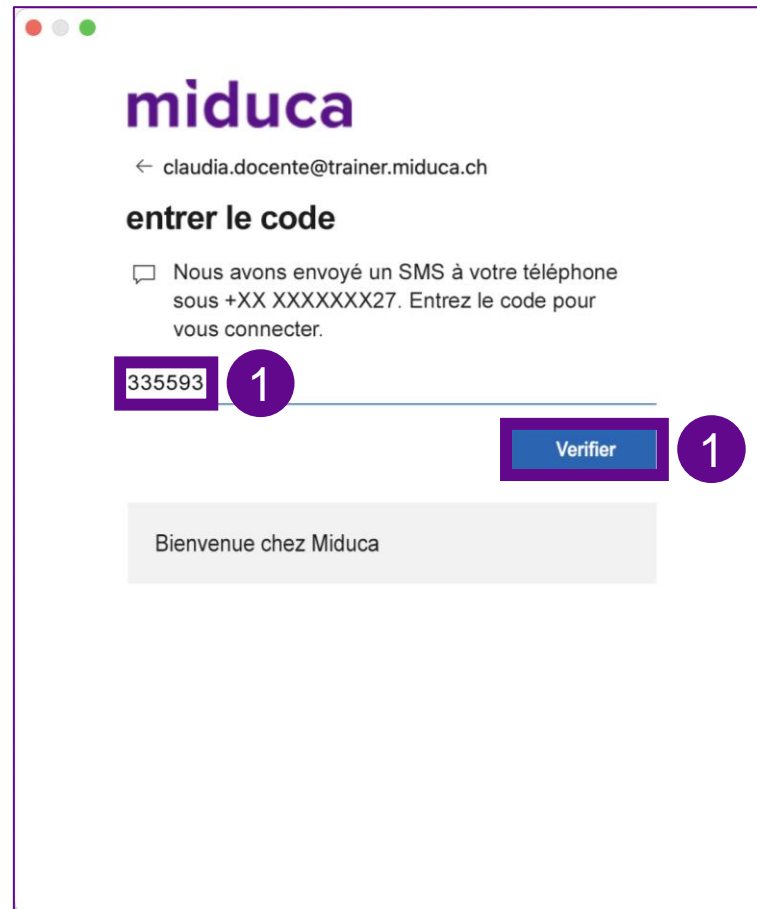 miduca
← claudia.docente@trainer.miduca.ch
entrer le code
Nous avons envoyé un SMS à votre téléphone
sous +XX XXXXXXX27. Entrez le code pour
vous connecter.
335593 1
Verifier 1
Bienvenue chez Miduca